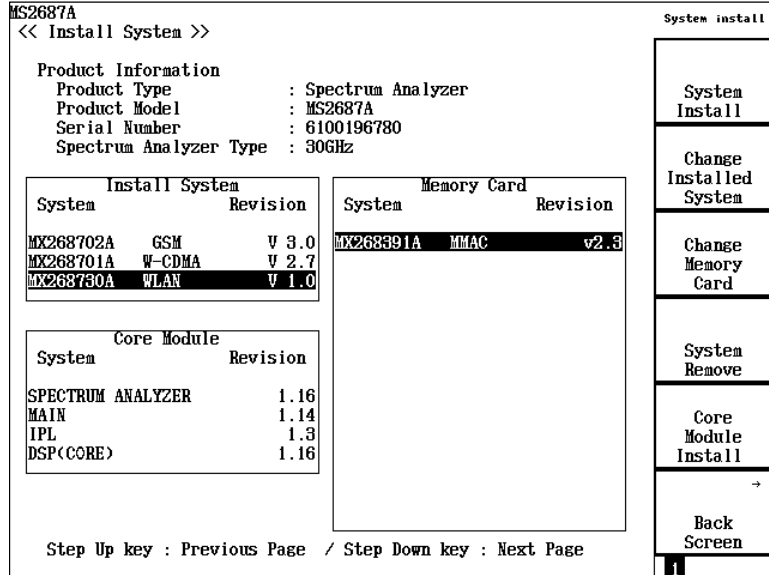 MS2687A
<< Install System >>
System install
Product Information
Product Type : Spectrum Analyzer
Product Model : MS2687A
Serial Number : 6100196780
Spectrum Analyzer Type : 30GHz
Install System
System Revision
MX268702A GSM V 3.0
MX268701A W-CDMA V 2.7
MX268730A WLAN V 1.0
Memory Card
System Revision
MX268391A MMAC v2.3
Core Module
System Revision
SPECTRUM ANALYZER 1.16
MAIN 1.14
IPL 1.3
DSP(CORE) 1.16
Step Up key : Previous Page / Step Down key : Next Page
System
Install
Change
Installed
System
Change
Memory
Card
System
Remove
Core
Module
Install
→
Back
Screen
1